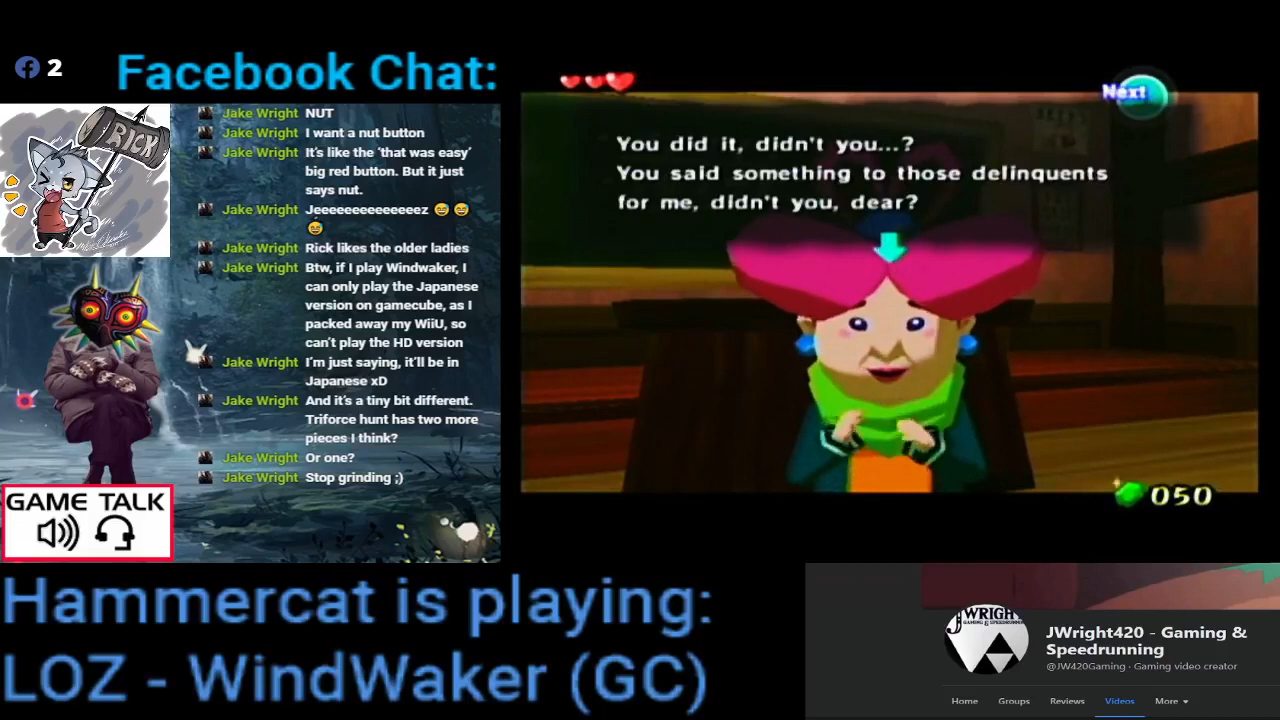 2
Facebook Chat:
RICK
Jake Wright NUT
Jake Wright I want a nut button
Jake Wright It's like the 'that was easy'
big red button. But it just
says nut.
Jake Wright Jeeeeeeeeeeeeez 😅 😅
😅
Jake Wright Rick likes the older ladies
Jake Wright Btw, if I play Windwaker, I
can only play the Japanese
version on gamecube, as I
packed away my WiiU, so
can't play the HD version
Jake Wright I'm just saying, it'll be in
Japanese xD
Jake Wright And it's a tiny bit different.
Triforce hunt has two more
pieces I think?
Jake Wright Or one?
Jake Wright Stop grinding ;)
GAME TALK
Next
You did it, didn't you...?
You said something to those delinquents
for me, didn't you, dear?
050
Hammercat is playing:
LOZ - WindWaker (GC)
JWRIGHT
GAMING & SPEEDRUNNING
JWright420 - Gaming &
Speedrunning
@JW420Gaming · Gaming video creator
Home Groups Reviews Videos More